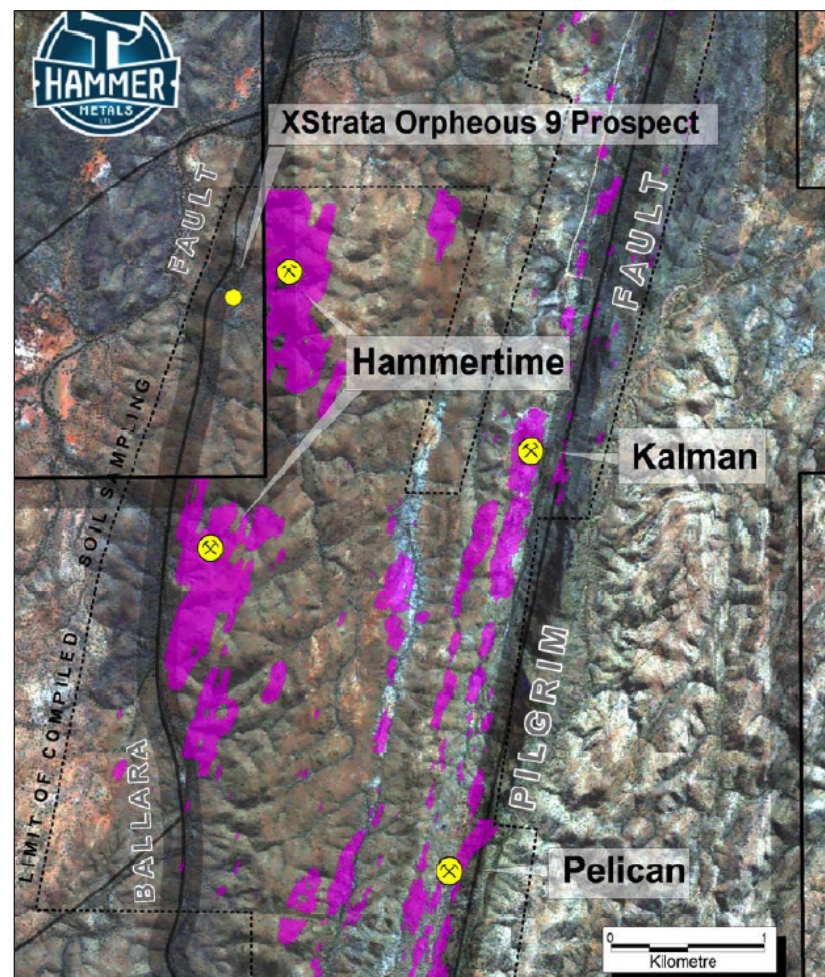 HAMMER
METALS
LTD.
XStrata Orpheous 9 Prospect
FAULT
FAULT
Hammertime
Kalman
LIMIT OF COMPILED SOIL SAMPLING
PILGRIM
BALLARA
Pelican
0 1
Kilometre